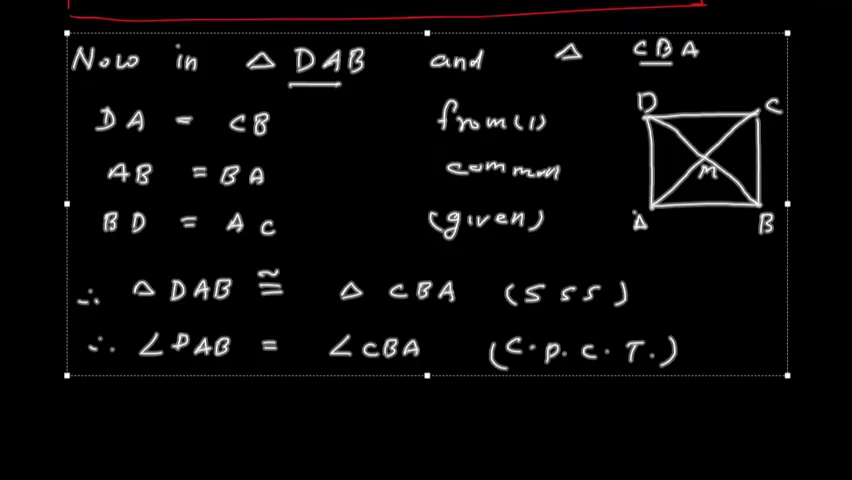 Now in △ DAB and △ CBA
DA = CB from (1)
AB = BA common
BD = AC (given)
∴ △ DAB ≅ △ CBA (SSS)
∴ ∠DAB = ∠CBA (C.P.C.T.)
D C
M
A B